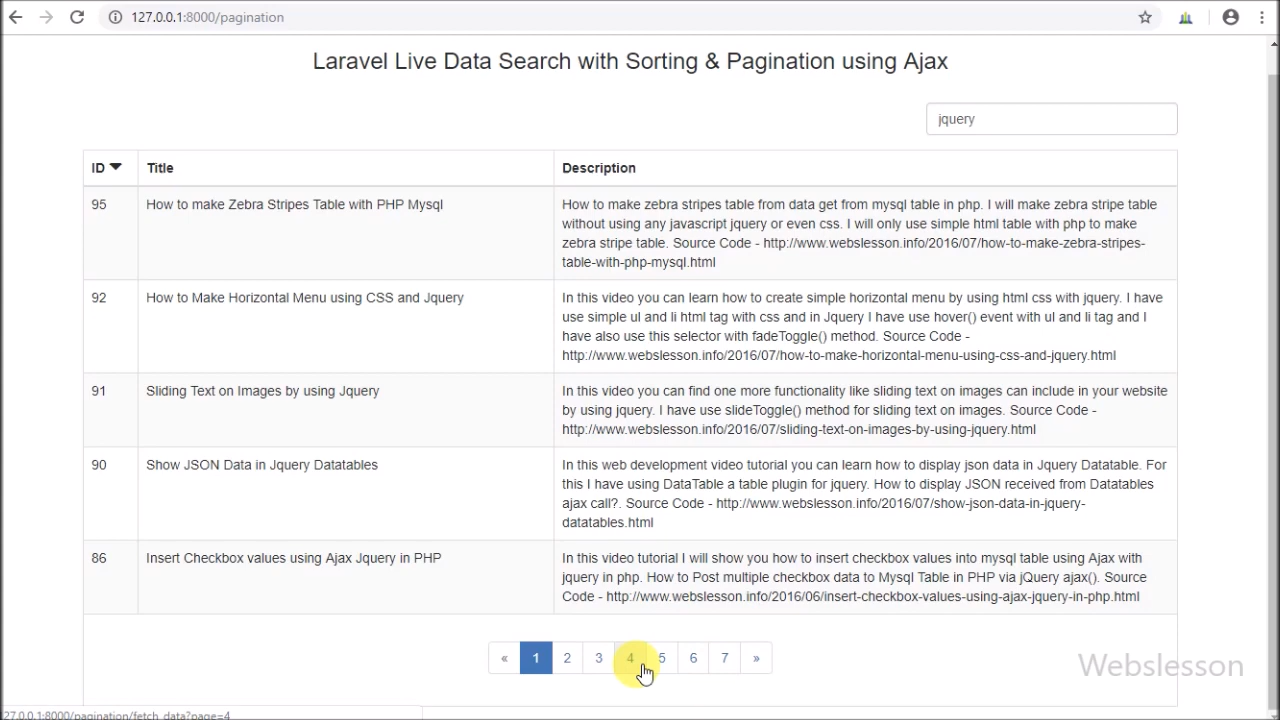 127.0.0.1:8000/pagination
Laravel Live Data Search with Sorting & Pagination using Ajax
jquery
ID Title Description
95 How to make Zebra Stripes Table with PHP Mysql How to make zebra stripes table from data get from mysql table in php. I will make zebra stripe table
without using any javascript jquery or even css. I will only use simple html table with php to make
zebra stripe table. Source Code - http://www.webslesson.info/2016/07/how-to-make-zebra-stripes-
table-with-php-mysql.html
92 How to Make Horizontal Menu using CSS and Jquery In this video you can learn how to create simple horizontal menu by using html css with jquery. I have
use simple ul and li html tag with css and in Jquery I have use hover() event with ul and li tag and I
have also use this selector with fadeToggle() method. Source Code -
http://www.webslesson.info/2016/07/how-to-make-horizontal-menu-using-css-and-jquery.html
91 Sliding Text on Images by using Jquery In this video you can find one more functionality like sliding text on images can include in your website
by using jquery. I have use slideToggle() method for sliding text on images. Source Code -
http://www.webslesson.info/2016/07/sliding-text-on-images-by-using-jquery.html
90 Show JSON Data in Jquery Datatables In this web development video tutorial you can learn how to display json data in Jquery Datatable. For
this I have using DataTable a table plugin for jquery. How to display JSON received from Datatables
ajax call?. Source Code - http://www.webslesson.info/2016/07/show-json-data-in-jquery-
datatables.html
86 Insert Checkbox values using Ajax Jquery in PHP In this video tutorial I will show you how to insert checkbox values into mysql table using Ajax with
jquery in php. How to Post multiple checkbox data to Mysql Table in PHP via jQuery ajax(). Source
Code - http://www.webslesson.info/2016/06/insert-checkbox-values-using-ajax-jquery-in-php.html
« 1 2 3 4 5 6 7 »
Webslesson
27.0.0.1:8000/pagination/fetch_data?page=4